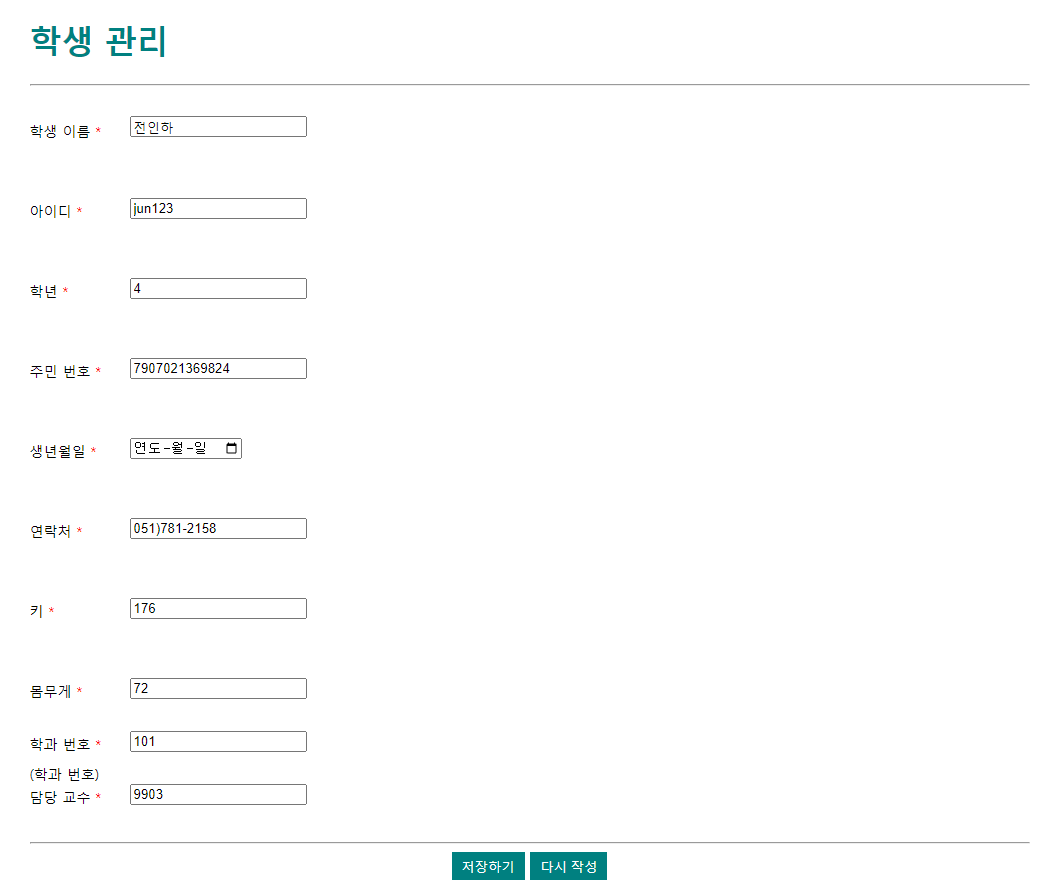 학생 관리
학생 이름 * 전인하
아이디 * jun123
학년 * 4
주민 번호 * 7907021369824
생년월일 * 연도-월-일
연락처 * 051)781-2158
키 * 176
몸무게 * 72
학과 번호 * 101
(학과 번호)
담당 교수 * 9903
저장하기 다시 작성